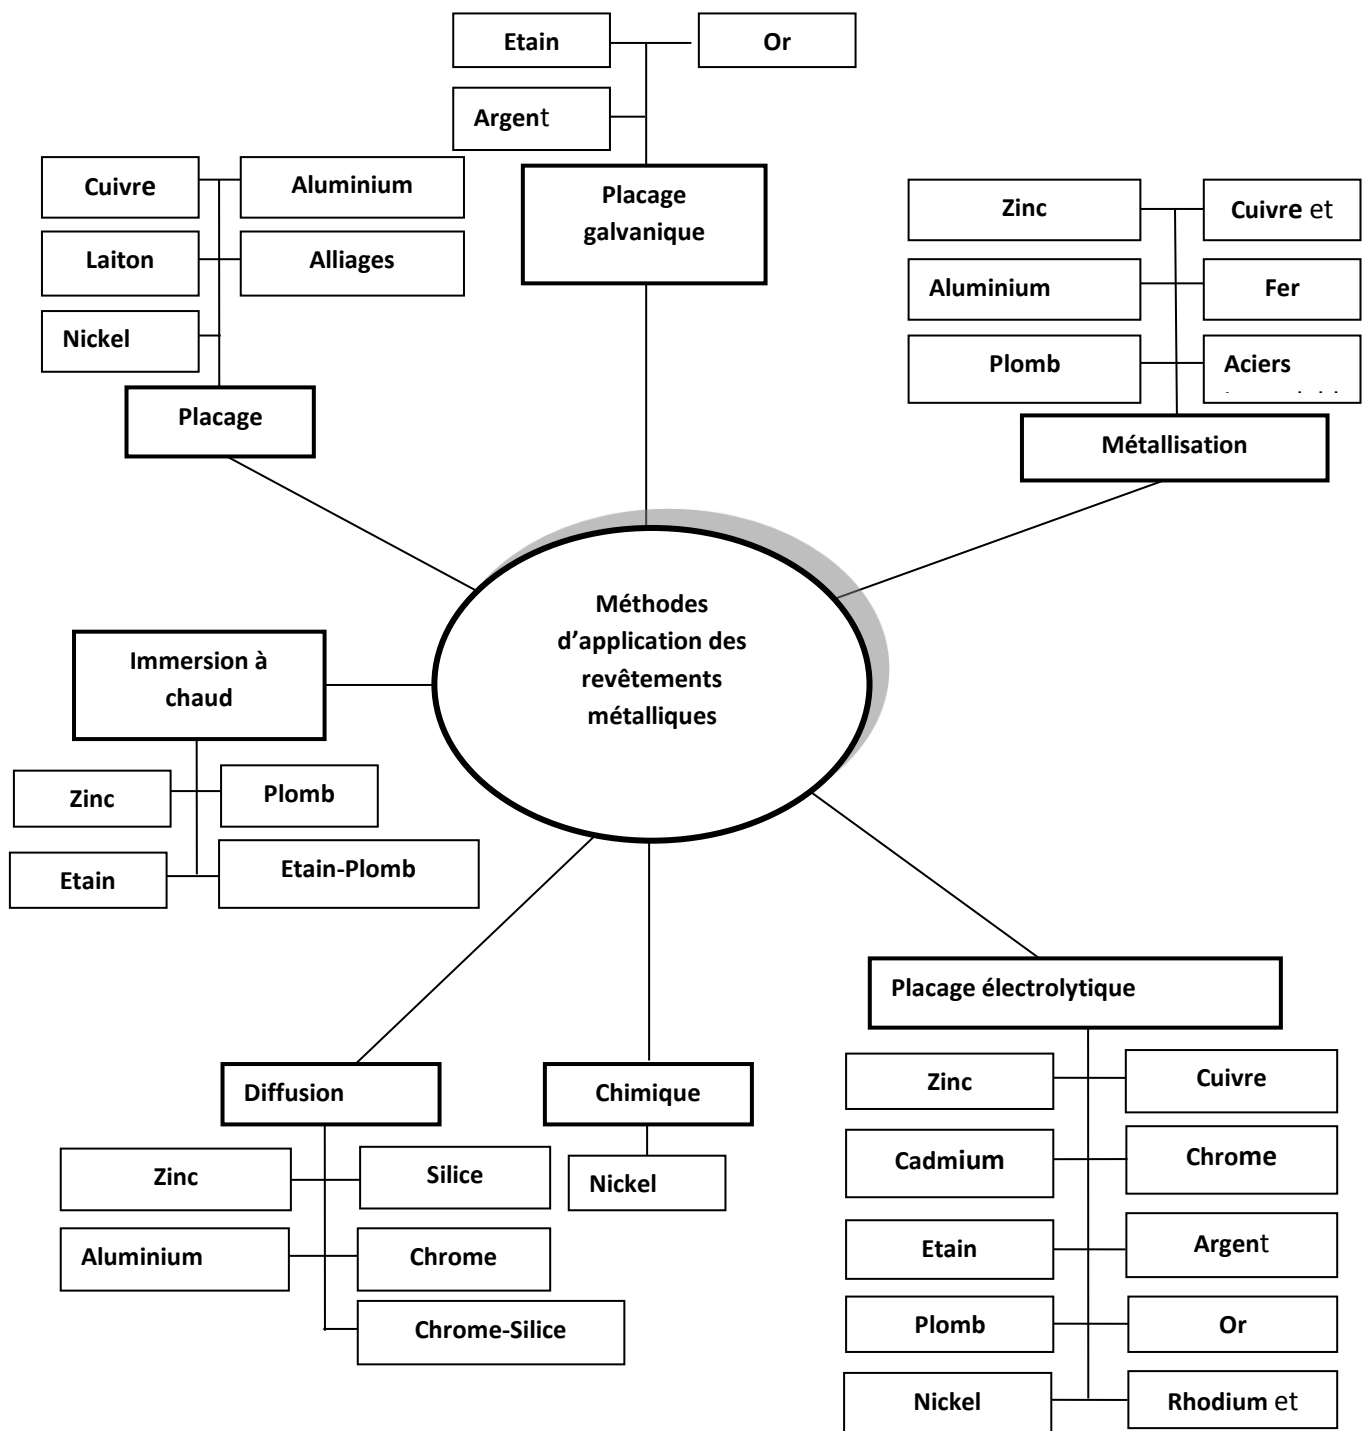 Etain
Or
Argent
Placage
galvanique
Cuivre
Aluminium
Laiton
Alliages
Nickel
Placage
Zinc
Cuivre et
Aluminium
Fer
Plomb
Aciers
Métallisation
Méthodes
d’application des
revêtements
métalliques
Immersion à
chaud
Zinc
Plomb
Etain
Etain-Plomb
Placage électrolytique
Zinc
Cuivre
Cadmium
Chrome
Etain
Argent
Plomb
Or
Nickel
Rhodium et
Diffusion
Zinc
Silice
Aluminium
Chrome
Chrome-Silice
Chimique
Nickel